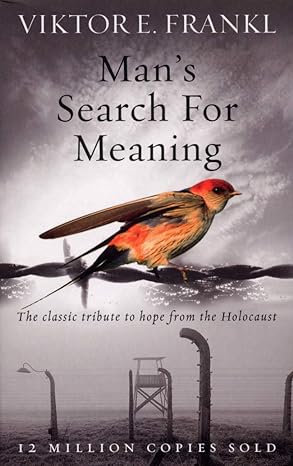 VIKTOR E. FRANKL
Man's
Search For
Meaning
The classic tribute to hope from the Holocaust
12 MILLION COPIES SOLD